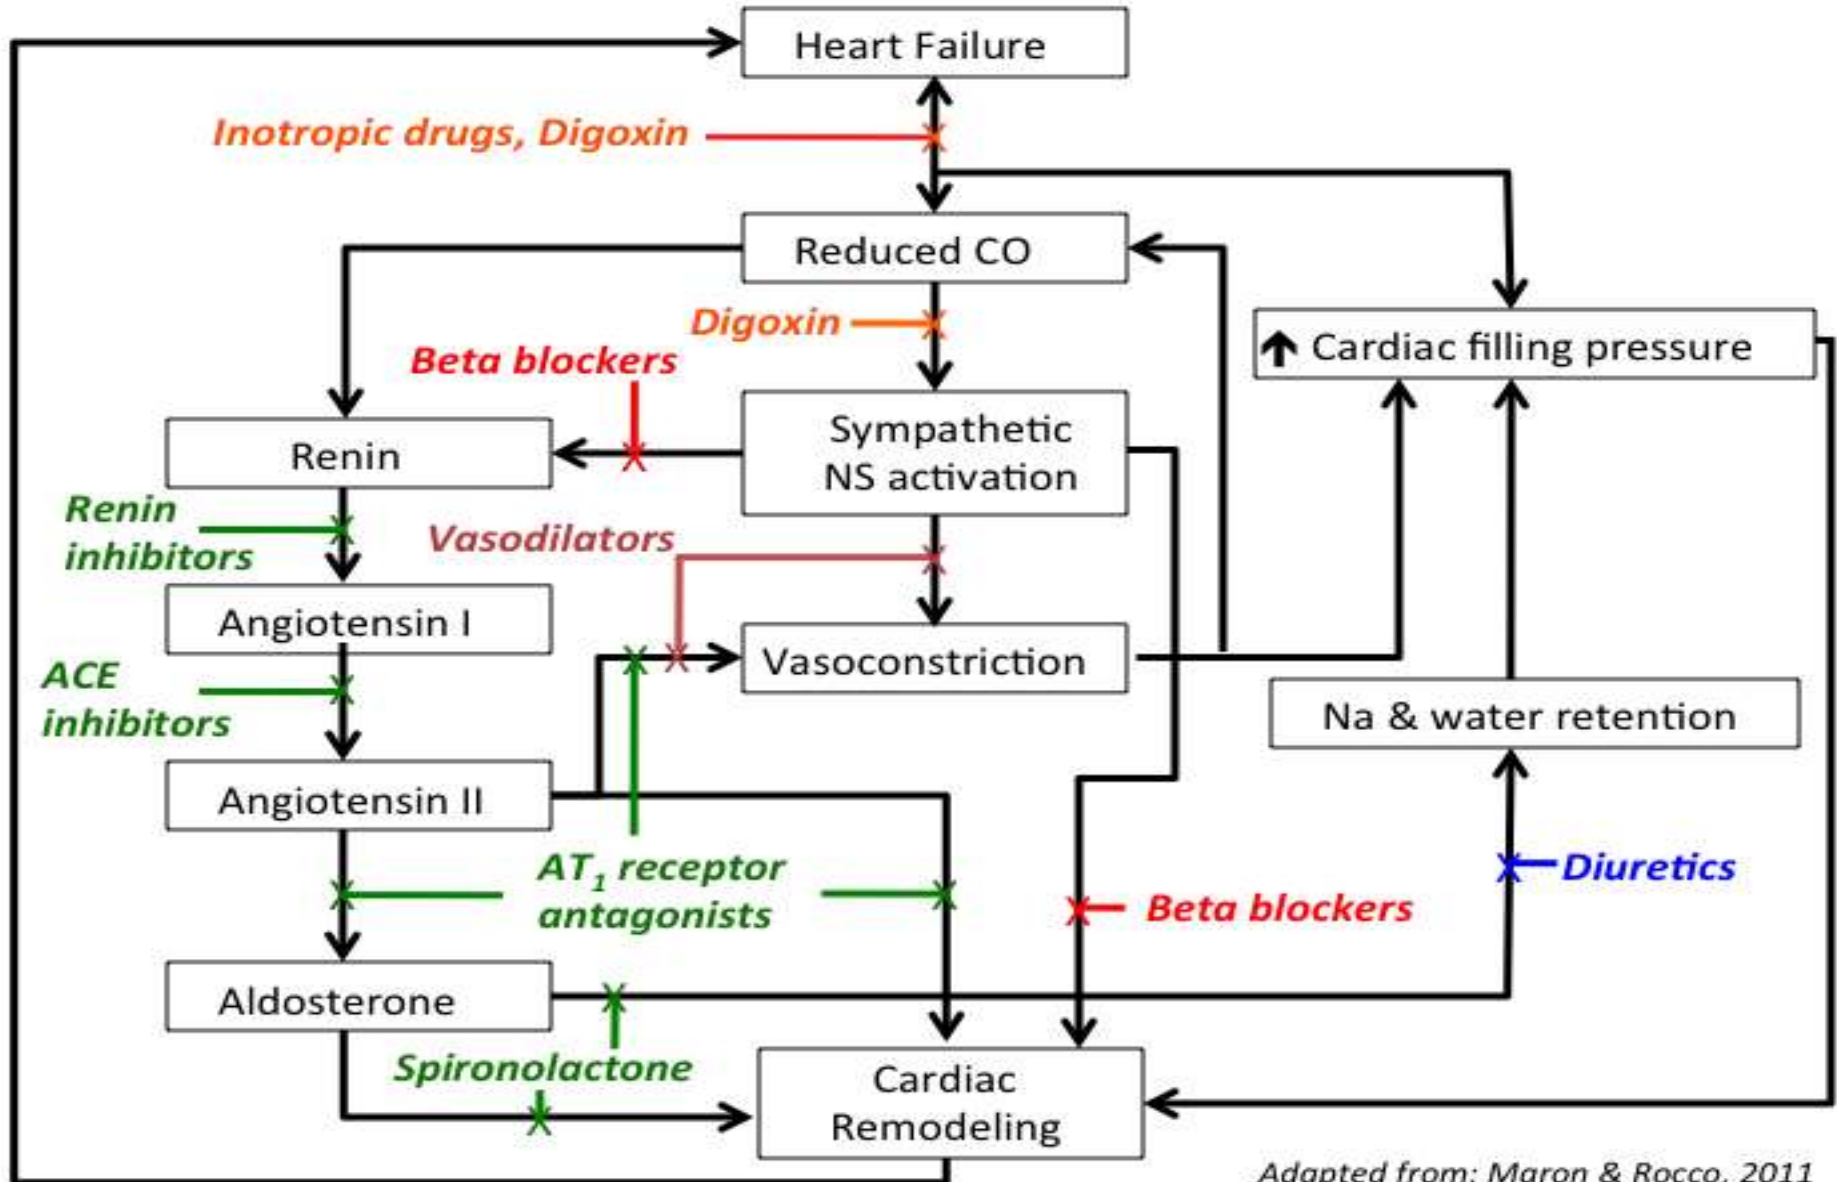 Heart Failure
Inotropic drugs, Digoxin
Reduced CO
Digoxin
↑ Cardiac filling pressure
Beta blockers
Sympathetic
NS activation
Renin
Renin
inhibitors
Vasodilators
Angiotensin I
Vasoconstriction
ACE
inhibitors
Na & water retention
Angiotensin II
AT₁ receptor
antagonists
Diuretics
Beta blockers
Aldosterone
Spironolactone
Cardiac
Remodeling
Adapted from: Maron & Rocco, 2011